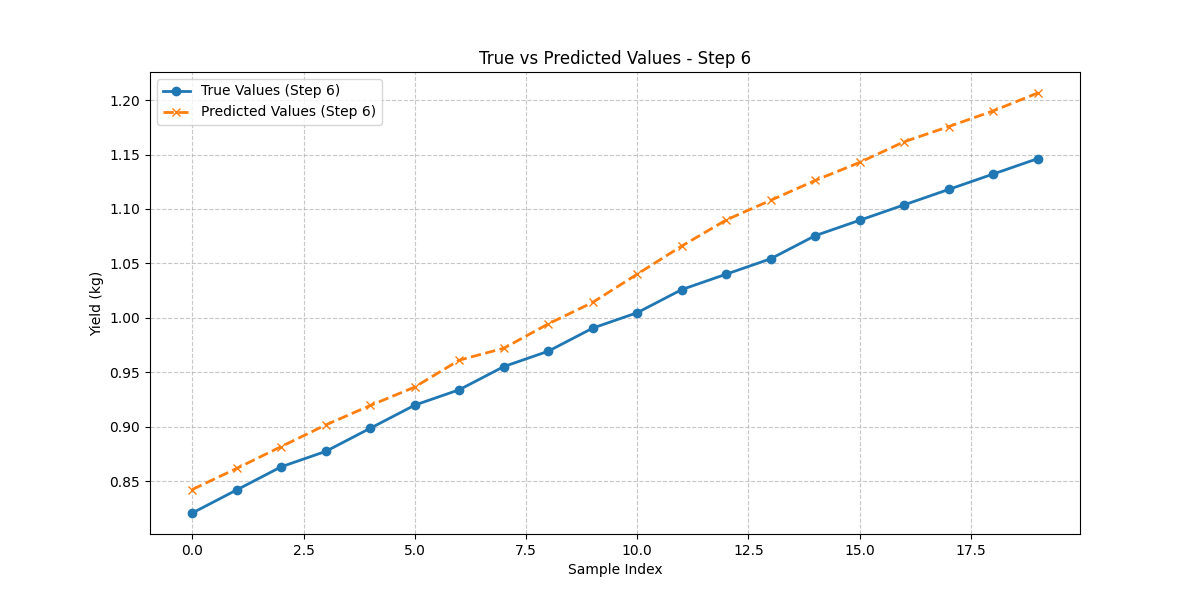 True vs Predicted Values - Step 6
True Values (Step 6)
Predicted Values (Step 6)
1.20
1.15
1.10
1.05
1.00
0.95
0.90
0.85
Yield (kg)
0.0 2.5 5.0 7.5 10.0 12.5 15.0 17.5
Sample Index